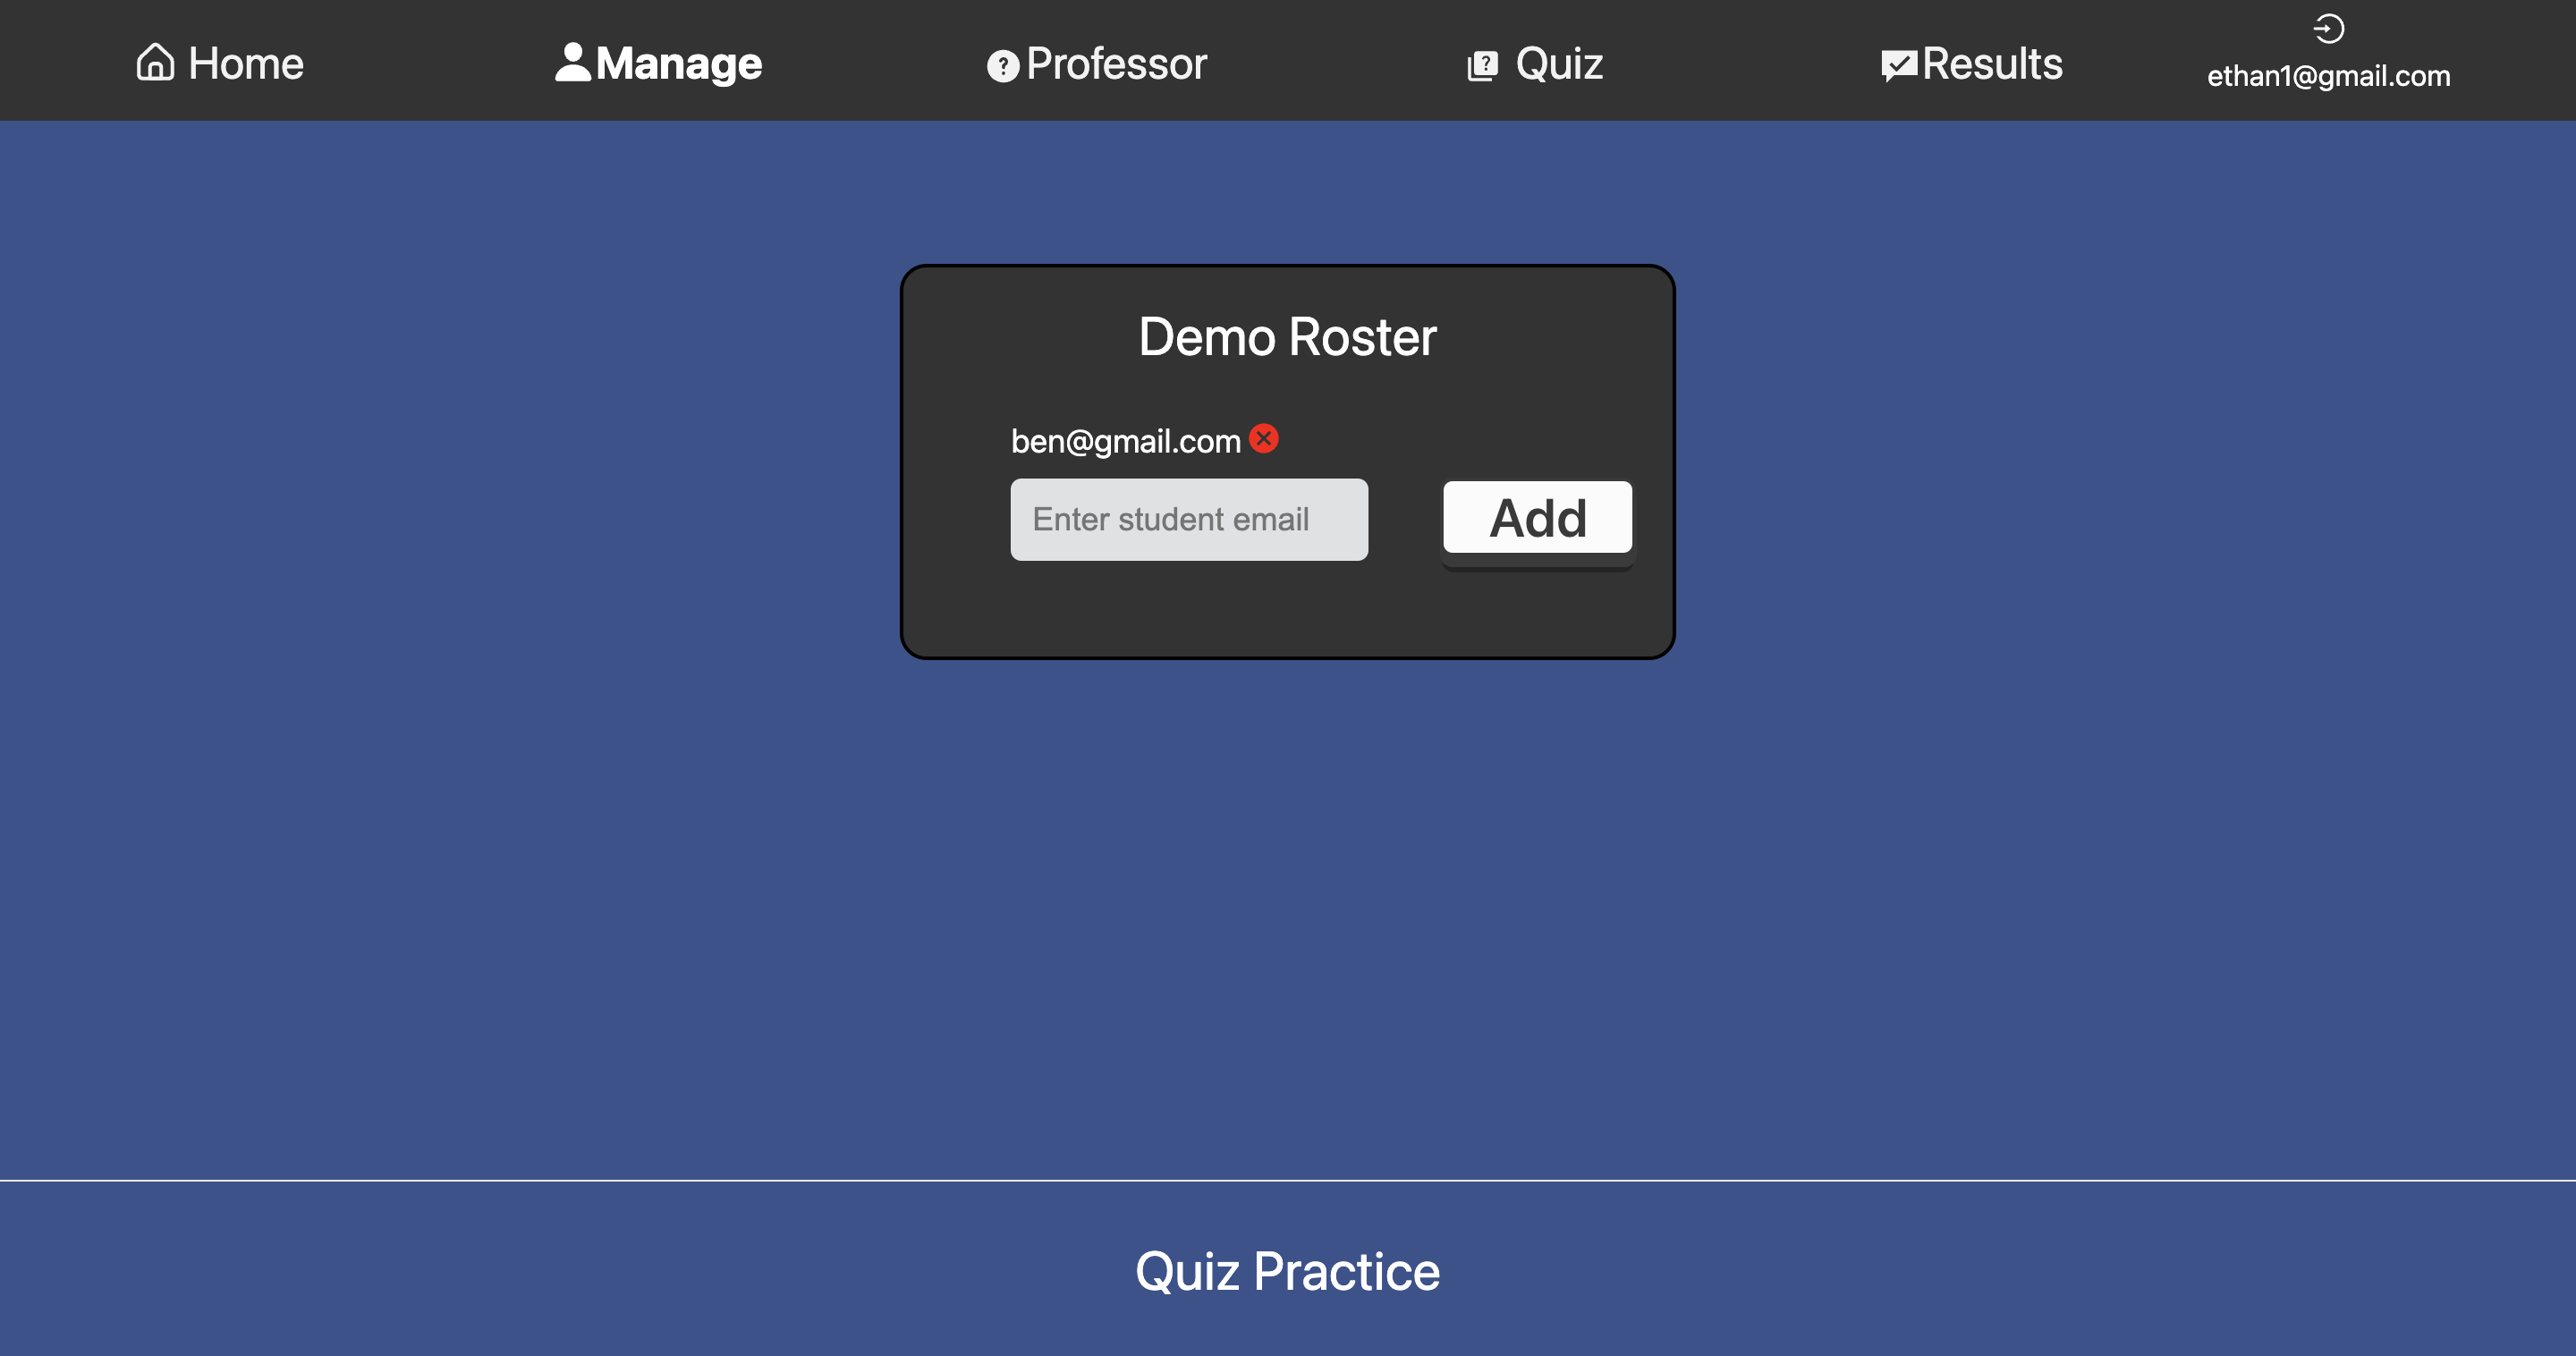 Home
Manage
Professor
Quiz
Results
ethan1@gmail.com
Demo Roster
ben@gmail.com
Enter student email
Add
Quiz Practice